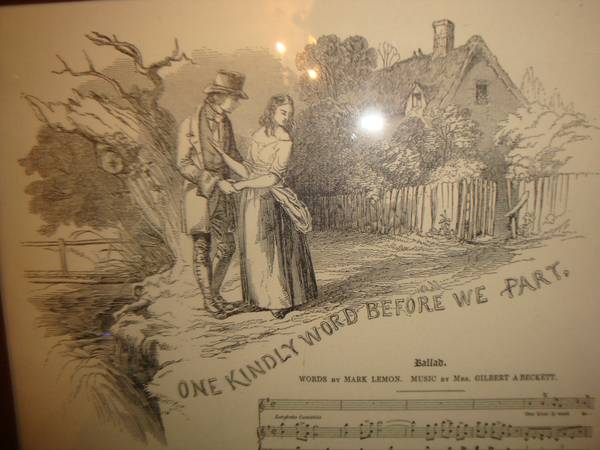 ONE KINDLY WORD BEFORE WE PART.
Ballad.
WORDS BY MARK LEMON. MUSIC BY MRS. GILBERT A BECKETT.